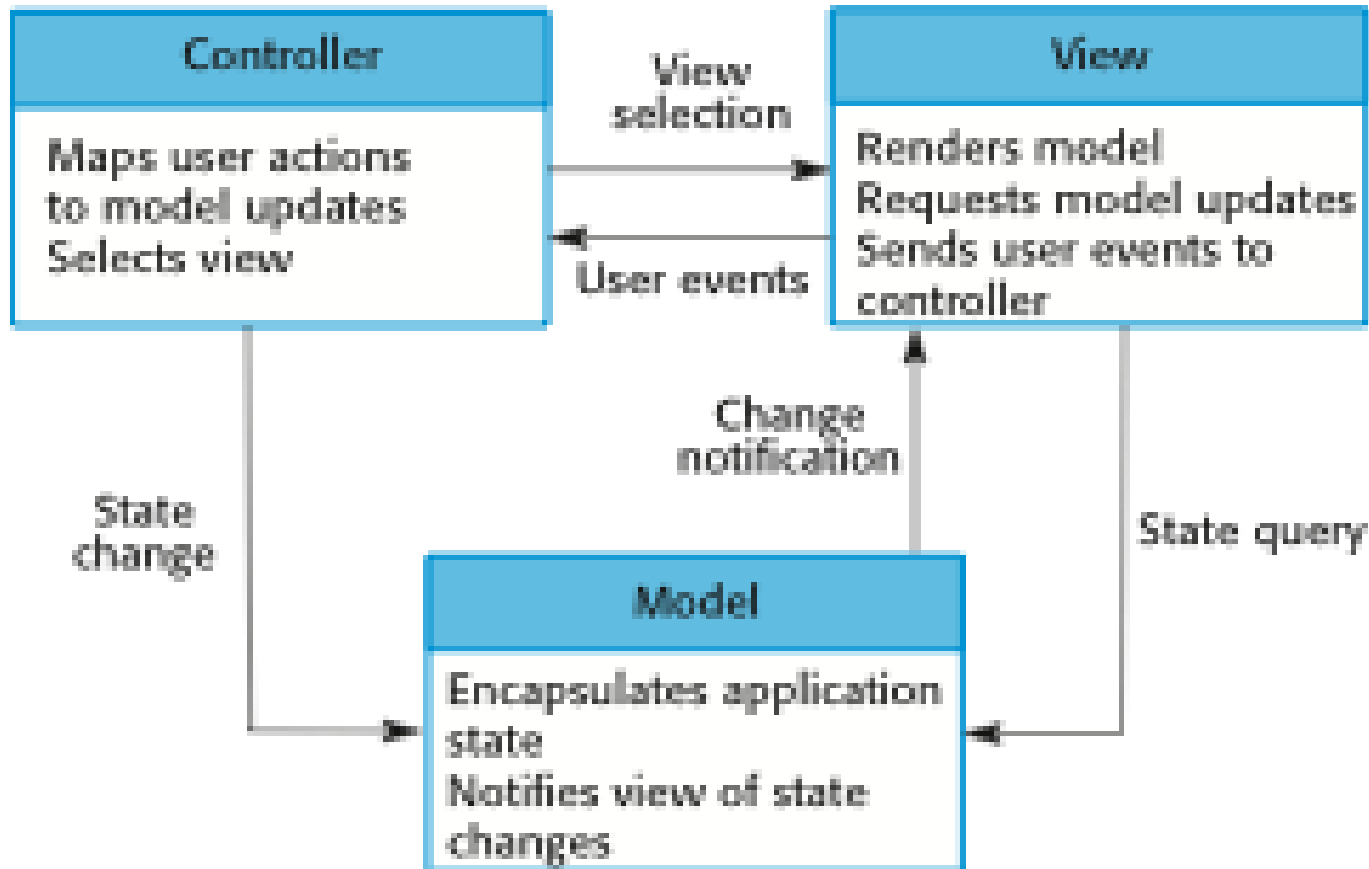 Controller
Maps user actions
to model updates
Selects view
View
selection
User events
View
Renders model
Requests model updates
Sends user events to
controller
State
change
Change
notification
State query
Model
Encapsulates application
state
Notifies view of state
changes